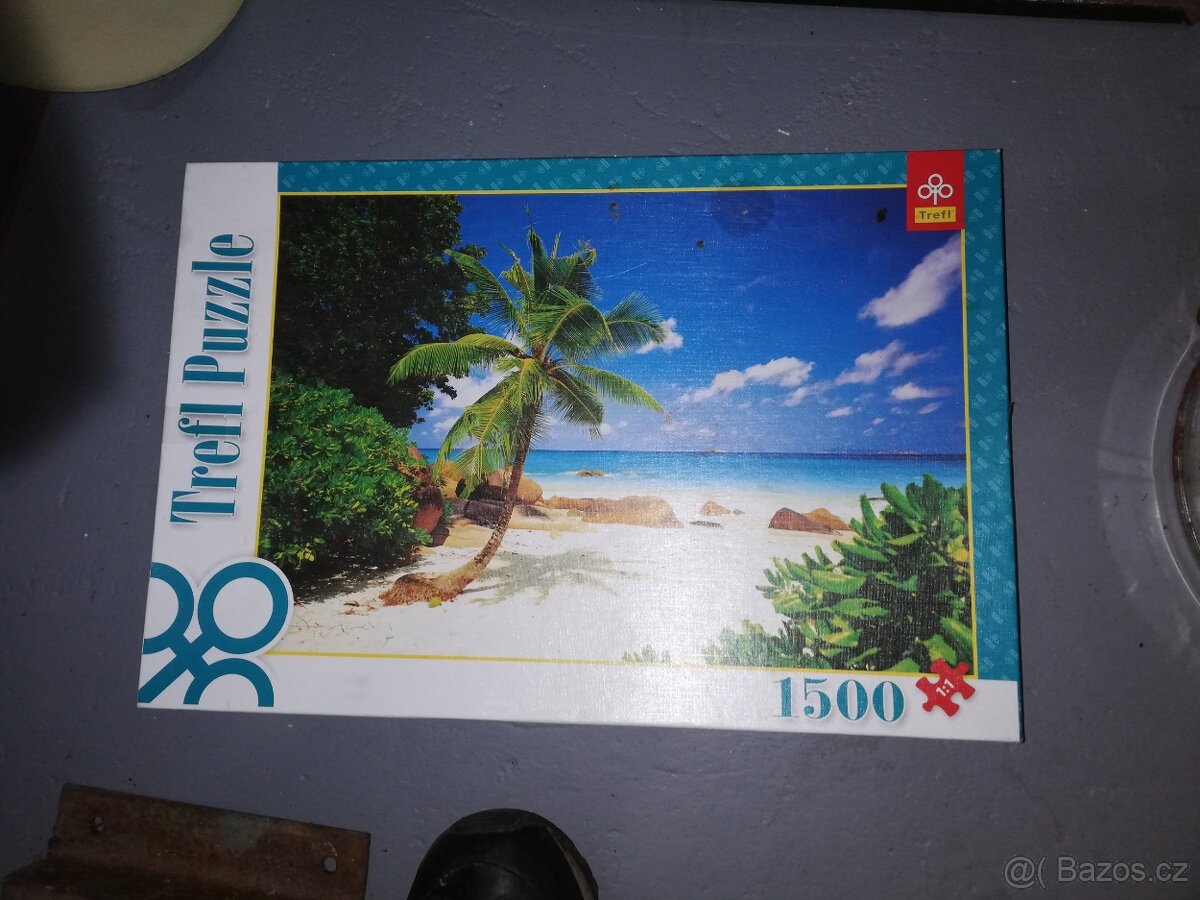 Trefl Puzzle
Trefl
1500
1:1
@( Bazos.cz